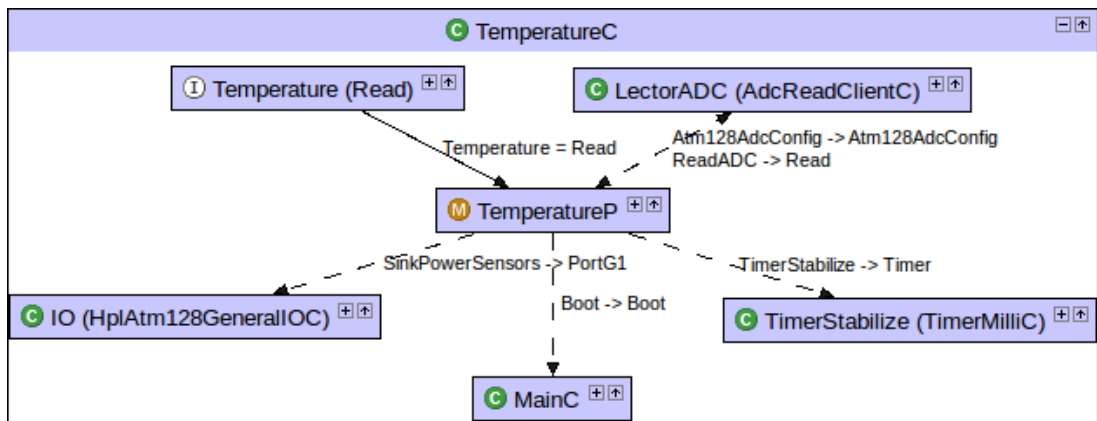 C TemperatureC
I Temperature (Read)
C LectorADC (AdcReadClientC)
Temperature = Read
Atm128AdcConfig -> Atm128AdcConfig
ReadADC -> Read
M TemperatureP
SinkPowerSensors -> PortG1
TimerStabilize -> Timer
Boot -> Boot
C IO (HplAtm128GeneralIOC)
C TimerStabilize (TimerMilliC)
C MainC